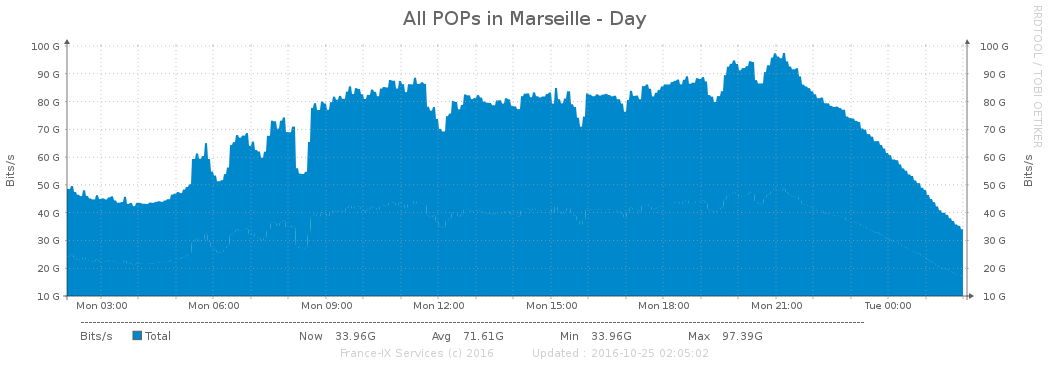 All POPs in Marseille - Day
RRDTOOL / TOBI OETIKER
100 G 100 G
90 G 90 G
80 G 80 G
70 G 70 G
60 G 60 G
50 G 50 G
40 G 40 G
30 G 30 G
20 G 20 G
10 G 10 G
Bits/s
Bits/s
Mon 03:00 Mon 06:00 Mon 09:00 Mon 12:00 Mon 15:00 Mon 18:00 Mon 21:00 Tue 00:00
Bits/s Total Now 33.96G Avg 71.61G Min 33.96G Max 97.39G
France-IX Services (c) 2016 Updated : 2016-10-25 02:05:02